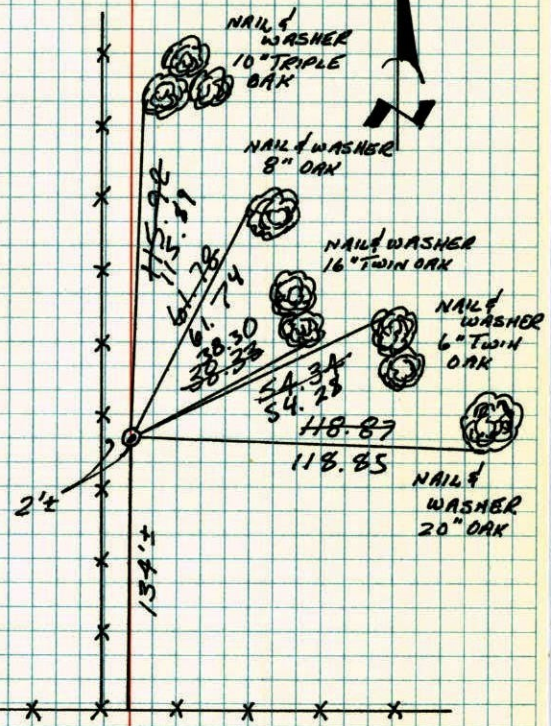 NAIL &
WASHER
10" TRIPLE
OAK
NAIL & WASHER
8" OAK
NAIL & WASHER
16" TWIN OAK
NAIL &
WASHER
6" TWIN
OAK
115.92
115.89
61.78
61.74
38.30
38.33
54.34
54.28
118.87
118.85
NAIL &
WASHER
20" OAK
2'±
134'±